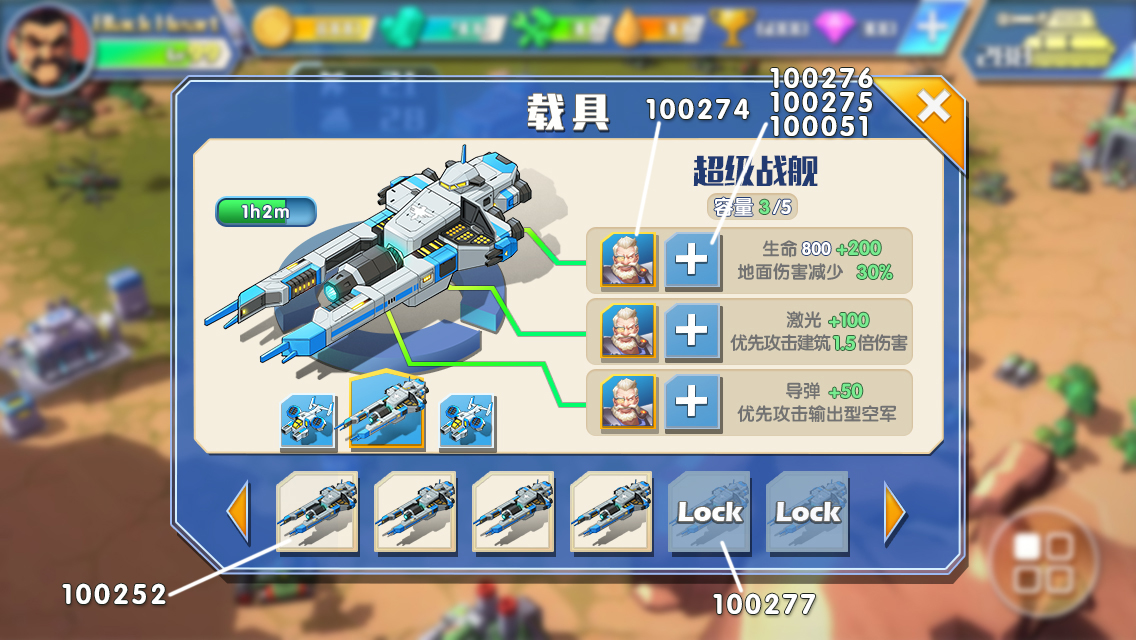 载具
100274
100276
100275
100051
超级战舰
容量 3/5
1h2m
生命 800 +200
地面伤害减少 30%
激光 +100
优先攻击建筑1.5倍伤害
导弹 +50
优先攻击输出型空军
Lock
Lock
100252
100277